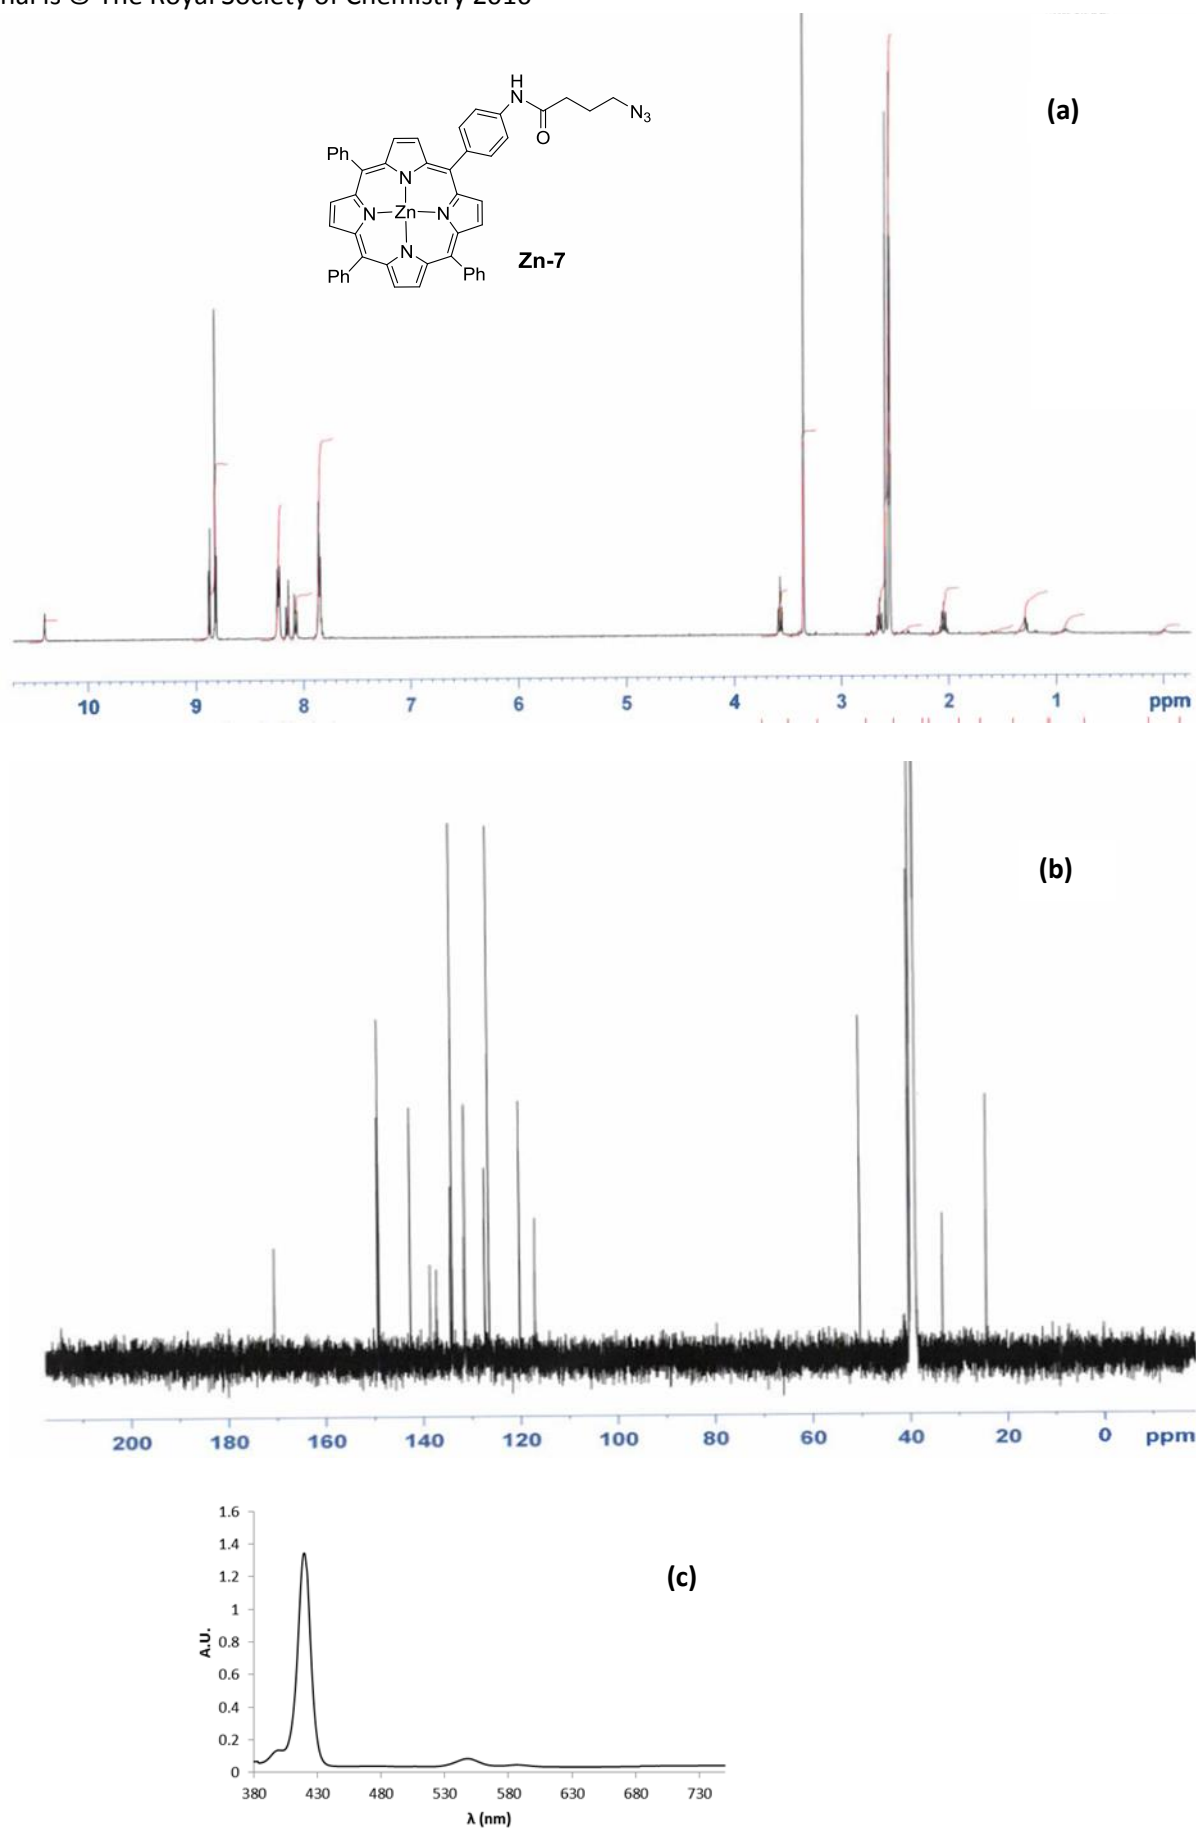 The Royal Society of Chemistry
(a)
H
N
O
N3
Ph
N
N
Zn
N
N
Ph
Ph
Zn-7
10 9 8 7 6 5 4 3 2 1 ppm
(b)
200 180 160 140 120 100 80 60 40 20 0 ppm
(c)
1.6
1.4
1.2
1
0.8
0.6
0.4
0.2
0
A.U.
380 430 480 530 580 630 680 730
λ (nm)